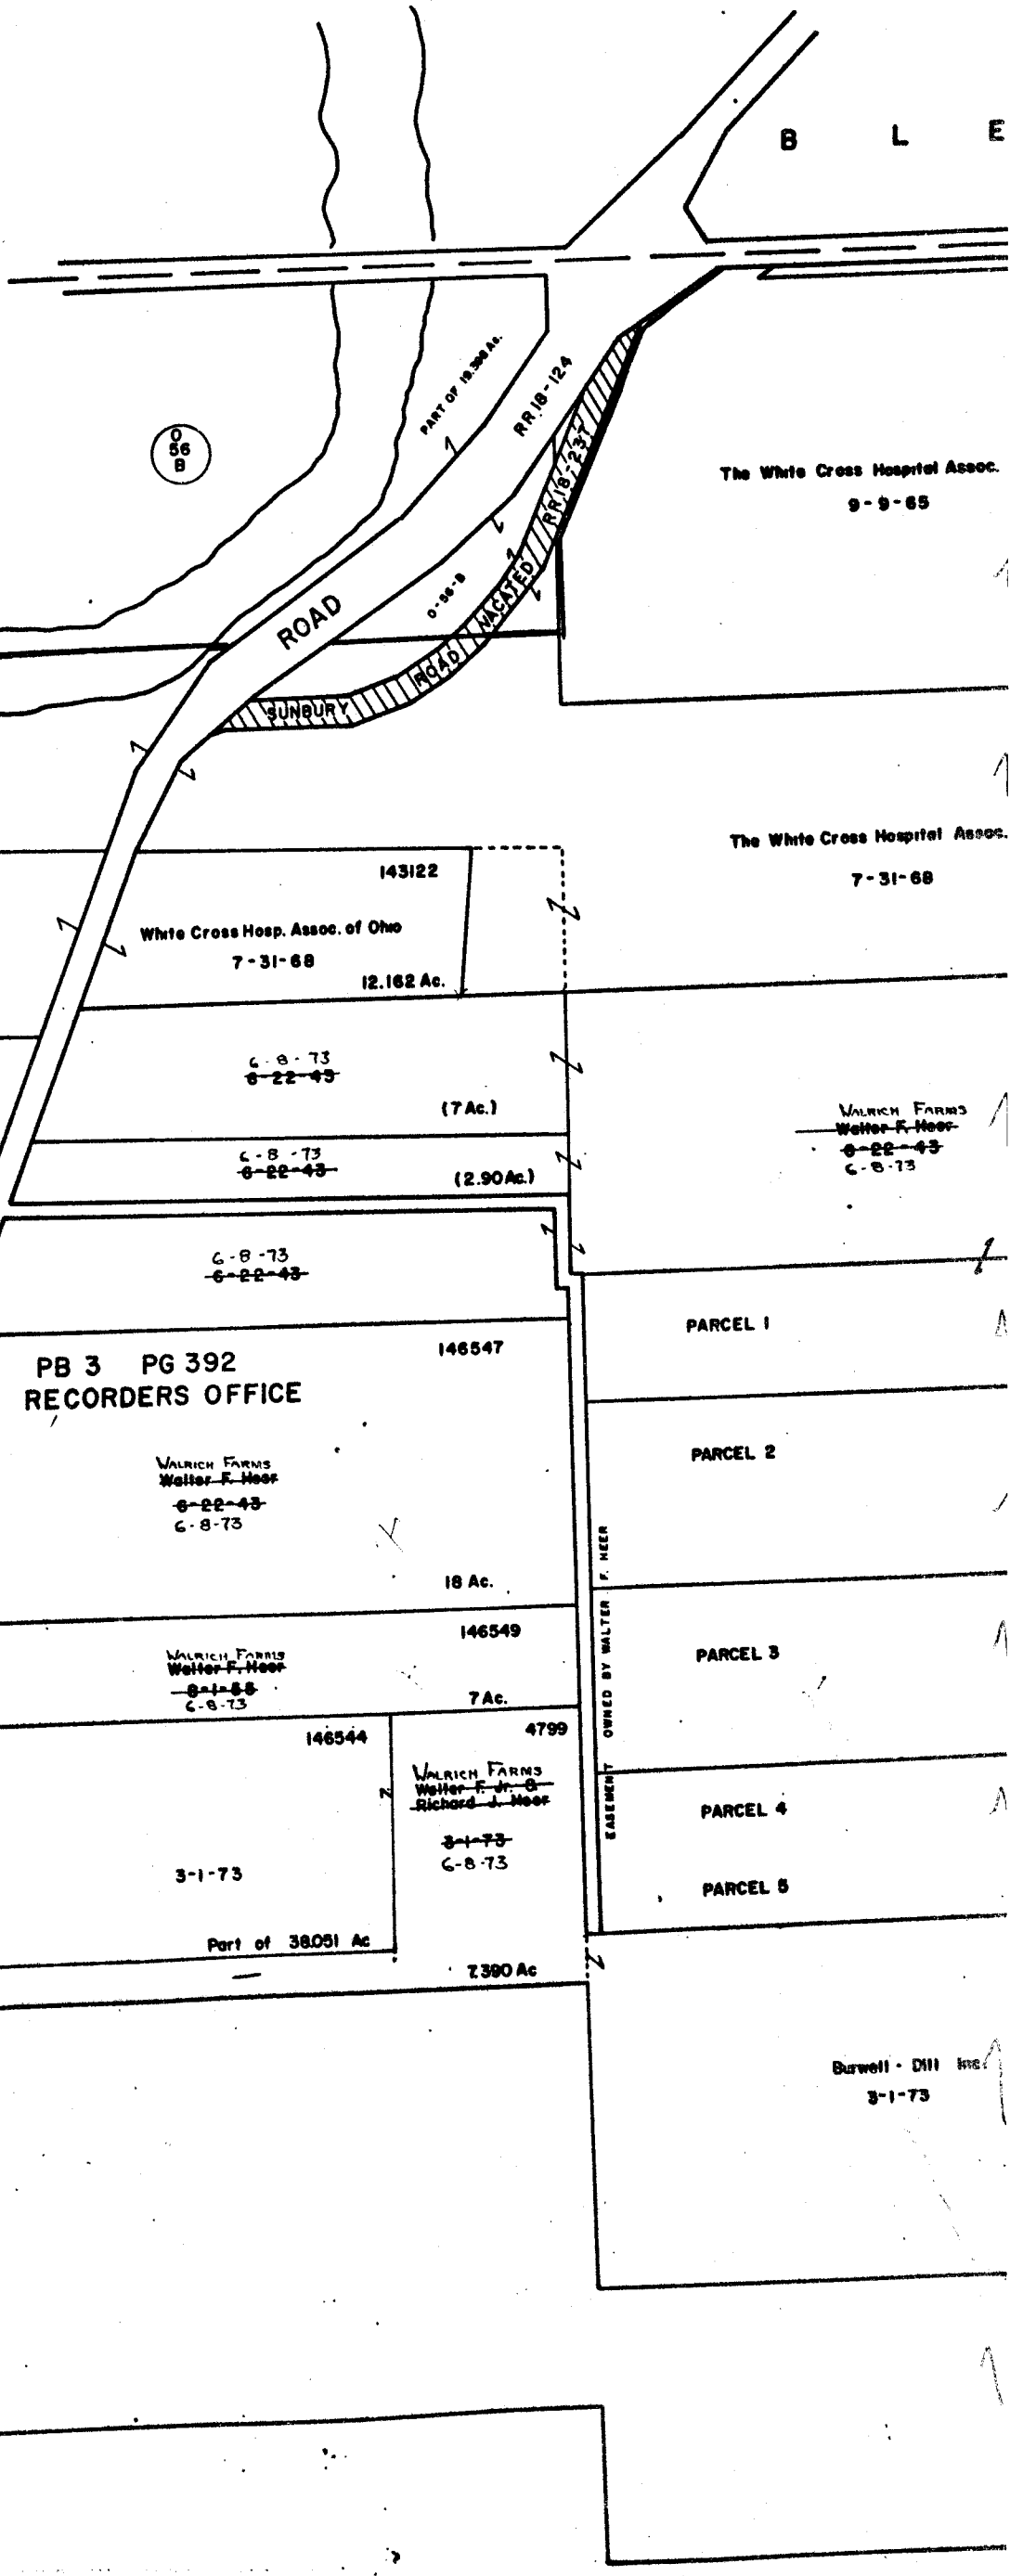 B L E
PART OF 19.398 Ac.
RR 18-124
O
56
B
RR 18-237
The White Cross Hospital Assoc.
9-9-65
O-56-B
ROAD
SUNBURY ROAD VACATED
The White Cross Hospital Assoc.
7-31-68
143122
White Cross Hosp. Assoc. of Ohio
7-31-68
12.162 Ac.
6-8-73
6-22-43
(7 Ac.)
WALRICH FARMS
Walter F. Heer
6-22-43
6-8-73
6-8-73
6-22-43
(2.90 Ac.)
6-8-73
6-22-43
PARCEL 1
146547
PB 3 PG 392
RECORDERS OFFICE
PARCEL 2
WALRICH FARMS
Walter F. Heer
6-22-43
6-8-73
18 Ac.
EASEMENT OWNED BY WALTER F. HEER
146549
WALRICH FARMS
Walter F. Heer
6-8-73
7 Ac.
PARCEL 3
146544
4799
WALRICH FARMS
Walter F. Jr. &
Richard J. Heer
3-1-73
6-8-73
PARCEL 4
3-1-73
PARCEL 5
Part of 38.051 Ac
7.390 Ac
Burwell - Dill Inc.
3-1-73